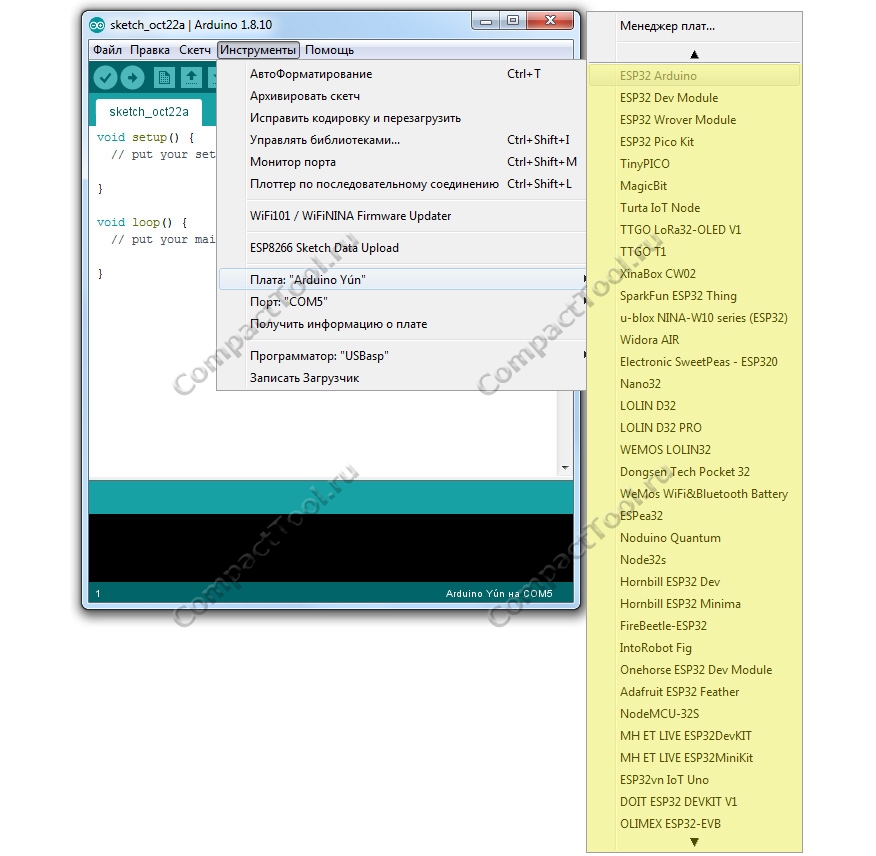 sketch_oct22a | Arduino 1.8.10
Файл Правка Скетч Инструменты Помощь
sketch_oct22a
void setup() {
// put your set
}
void loop() {
// put your mai
}
АвтоФорматирование Ctrl+T
Архивировать скетч
Исправить кодировку и перезагрузить
Управлять библиотеками... Ctrl+Shift+I
Монитор порта Ctrl+Shift+M
Плоттер по последовательному соединению Ctrl+Shift+L
WiFi101 / WiFiNINA Firmware Updater
ESP8266 Sketch Data Upload
Плата: "Arduino Yún"
Порт: "COM5"
Получить информацию о плате
Программатор: "USBasp"
Записать Загрузчик
1 Arduino Yún на COM5
Менеджер плат...
ESP32 Arduino
ESP32 Dev Module
ESP32 Wrover Module
ESP32 Pico Kit
TinyPICO
MagicBit
Turta IoT Node
TTGO LoRa32-OLED V1
TTGO T1
XinaBox CW02
SparkFun ESP32 Thing
u-blox NINA-W10 series (ESP32)
Widora AIR
Electronic SweetPeas - ESP320
Nano32
LOLIN D32
LOLIN D32 PRO
WEMOS LOLIN32
Dongsen Tech Pocket 32
WeMos WiFi&Bluetooth Battery
ESPea32
Noduino Quantum
Node32s
Hornbill ESP32 Dev
Hornbill ESP32 Minima
FireBeetle-ESP32
IntoRobot Fig
Onehorse ESP32 Dev Module
Adafruit ESP32 Feather
NodeMCU-32S
MH ET LIVE ESP32DevKIT
MH ET LIVE ESP32MiniKit
ESP32vn IoT Uno
DOIT ESP32 DEVKIT V1
OLIMEX ESP32-EVB
CompactTool.ru
CompactTool.ru
CompactTool.ru
CompactTool.ru